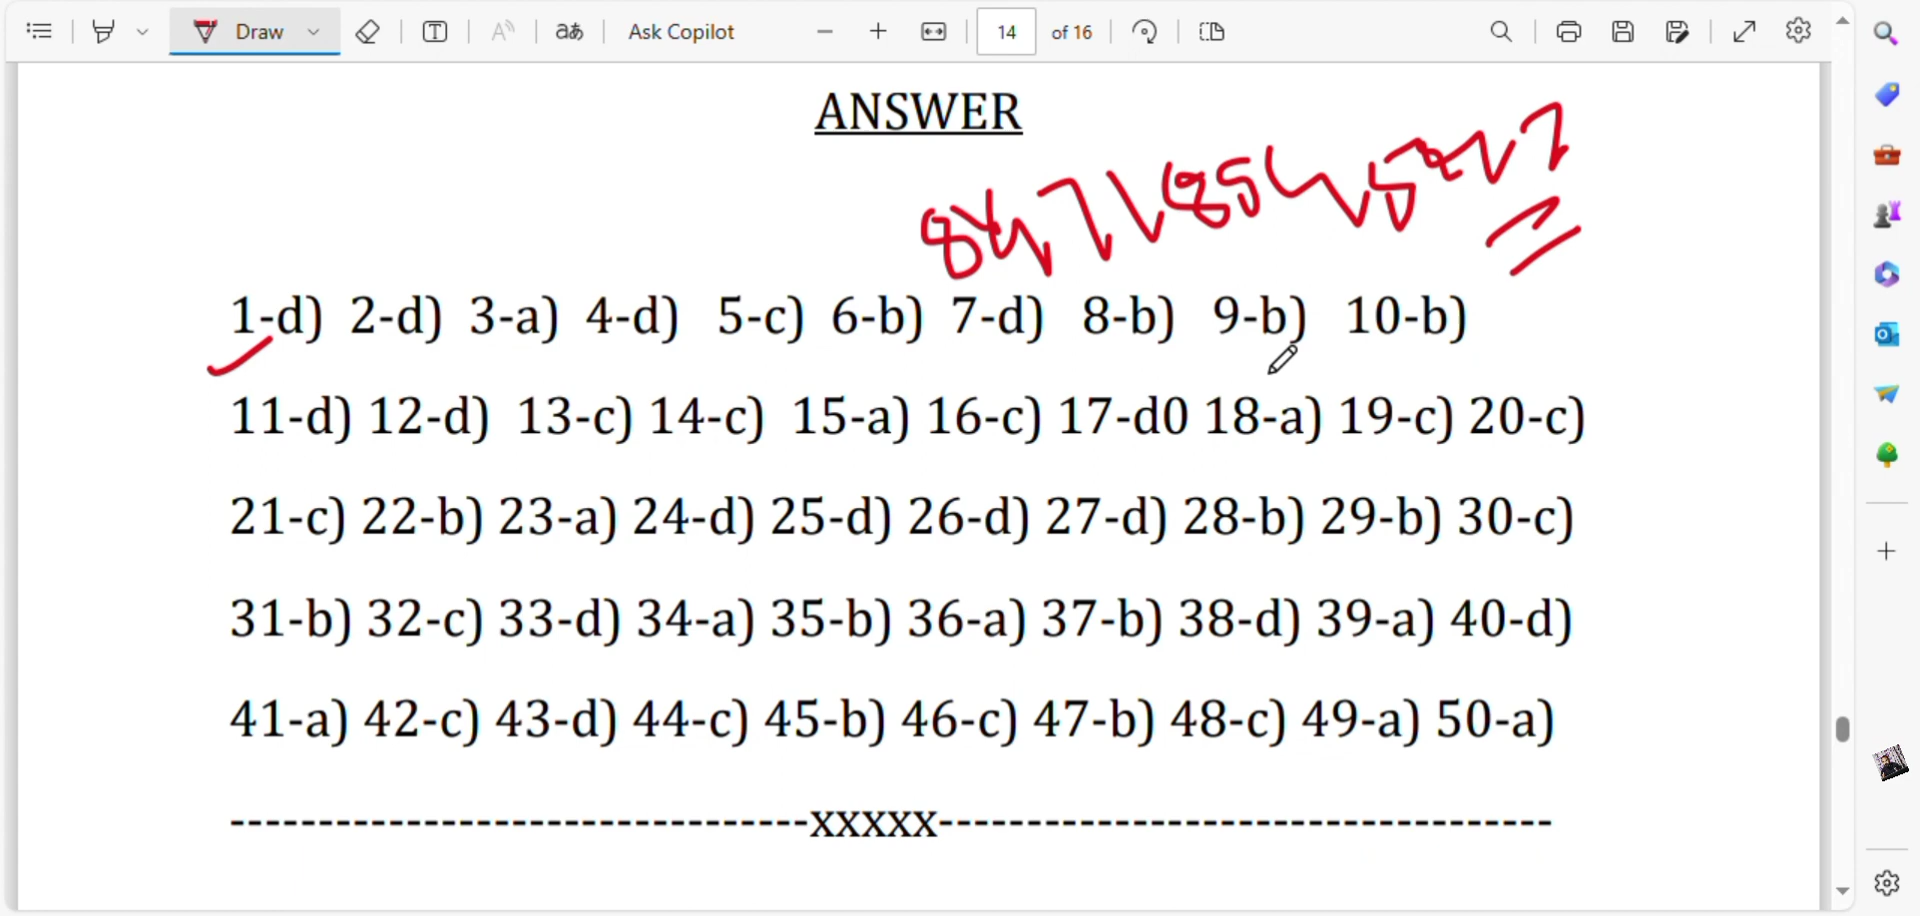 Draw
aあ
Ask Copilot
14
of 16
ANSWER
1-d) 2-d) 3-a) 4-d) 5-c) 6-b) 7-d) 8-b) 9-b) 10-b)
11-d) 12-d) 13-c) 14-c) 15-a) 16-c) 17-d0 18-a) 19-c) 20-c)
21-c) 22-b) 23-a) 24-d) 25-d) 26-d) 27-d) 28-b) 29-b) 30-c)
31-b) 32-c) 33-d) 34-a) 35-b) 36-a) 37-b) 38-d) 39-a) 40-d)
41-a) 42-c) 43-d) 44-c) 45-b) 46-c) 47-b) 48-c) 49-a) 50-a)
---------------------------------xxxxx-----------------------------------